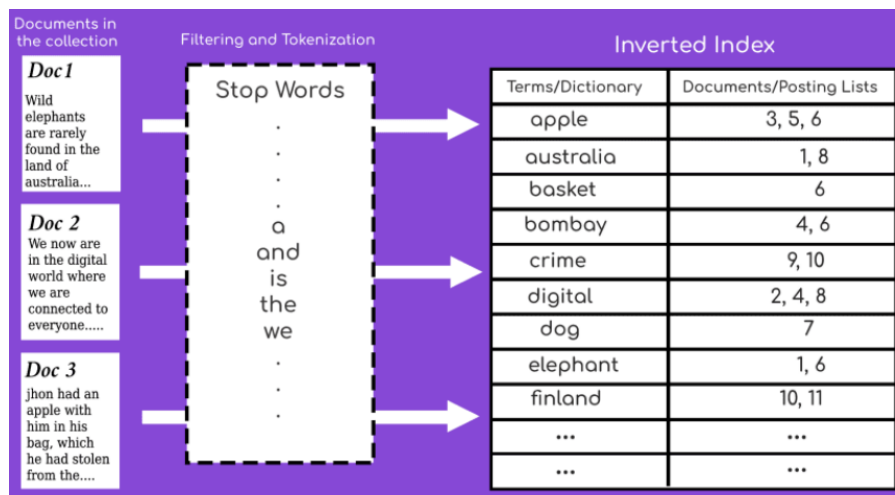 Documents in
the collection
Doc1
Wild
elephants
are rarely
found in the
land of
australia...
Doc 2
We now are
in the digital
world where
we are
connected to
everyone.....
Doc 3
jhon had an
apple with
him in his
bag, which
he had stolen
from the....
Filtering and Tokenization
Stop Words
.
.
.
.
a
and
is
the
we
.
.
.
Inverted Index
Terms/Dictionary Documents/Posting Lists
apple 3, 5, 6
australia 1, 8
basket 6
bombay 4, 6
crime 9, 10
digital 2, 4, 8
dog 7
elephant 1, 6
finland 10, 11
... ...
... ...